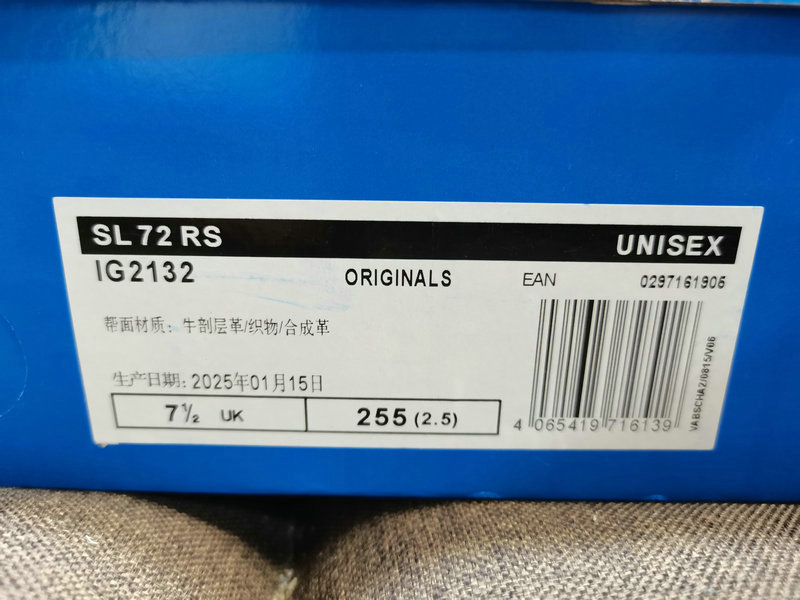 SL 72 RS UNISEX
IG2132 ORIGINALS EAN 0297161905
帮面材质：牛剖层革/织物/合成革
生产日期：2025年01月15日
7½ UK 255 (2.5)
4 065419 716139
VABSCHA2/0815/V06